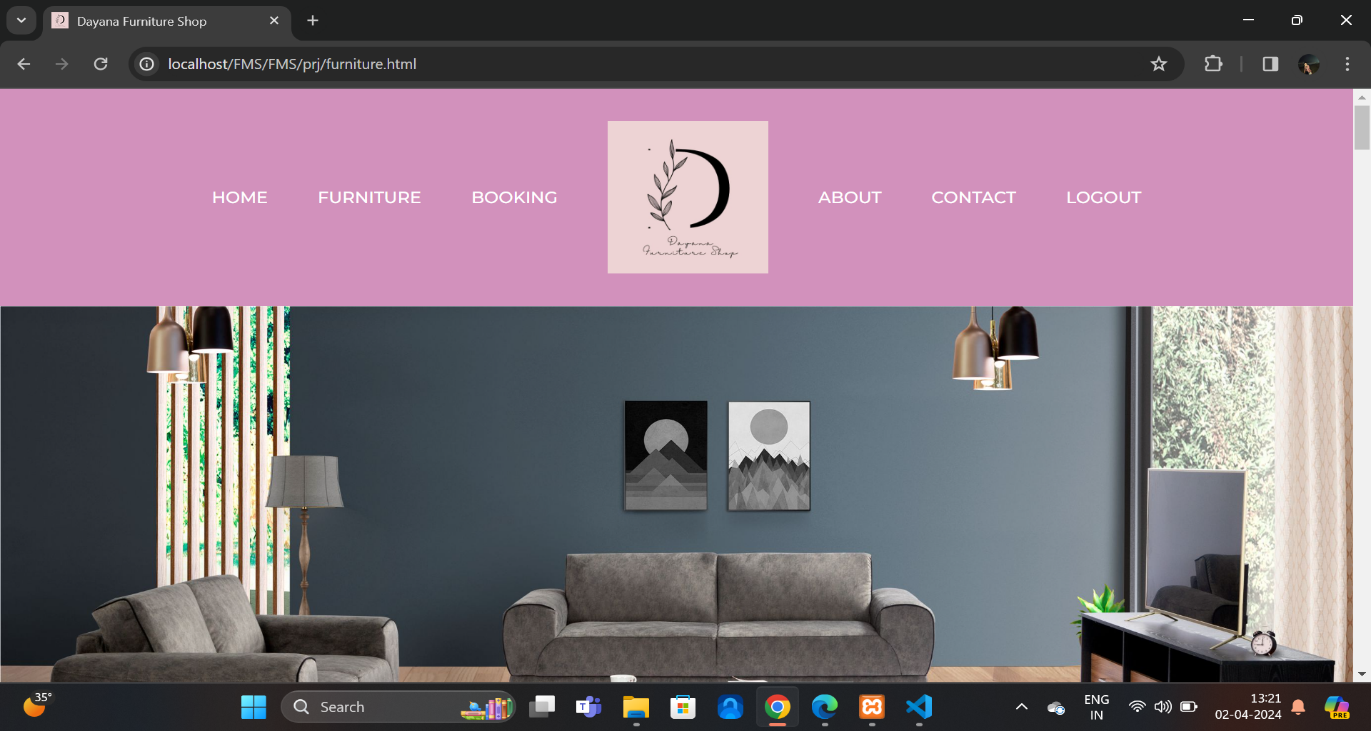 Dayana Furniture Shop
localhost/FMS/FMS/prj/furniture.html
HOME FURNITURE BOOKING ABOUT CONTACT LOGOUT
D
Dayana
Furniture Shop
35°
Search
T
ENG
IN
13:21
02-04-2024
PRE